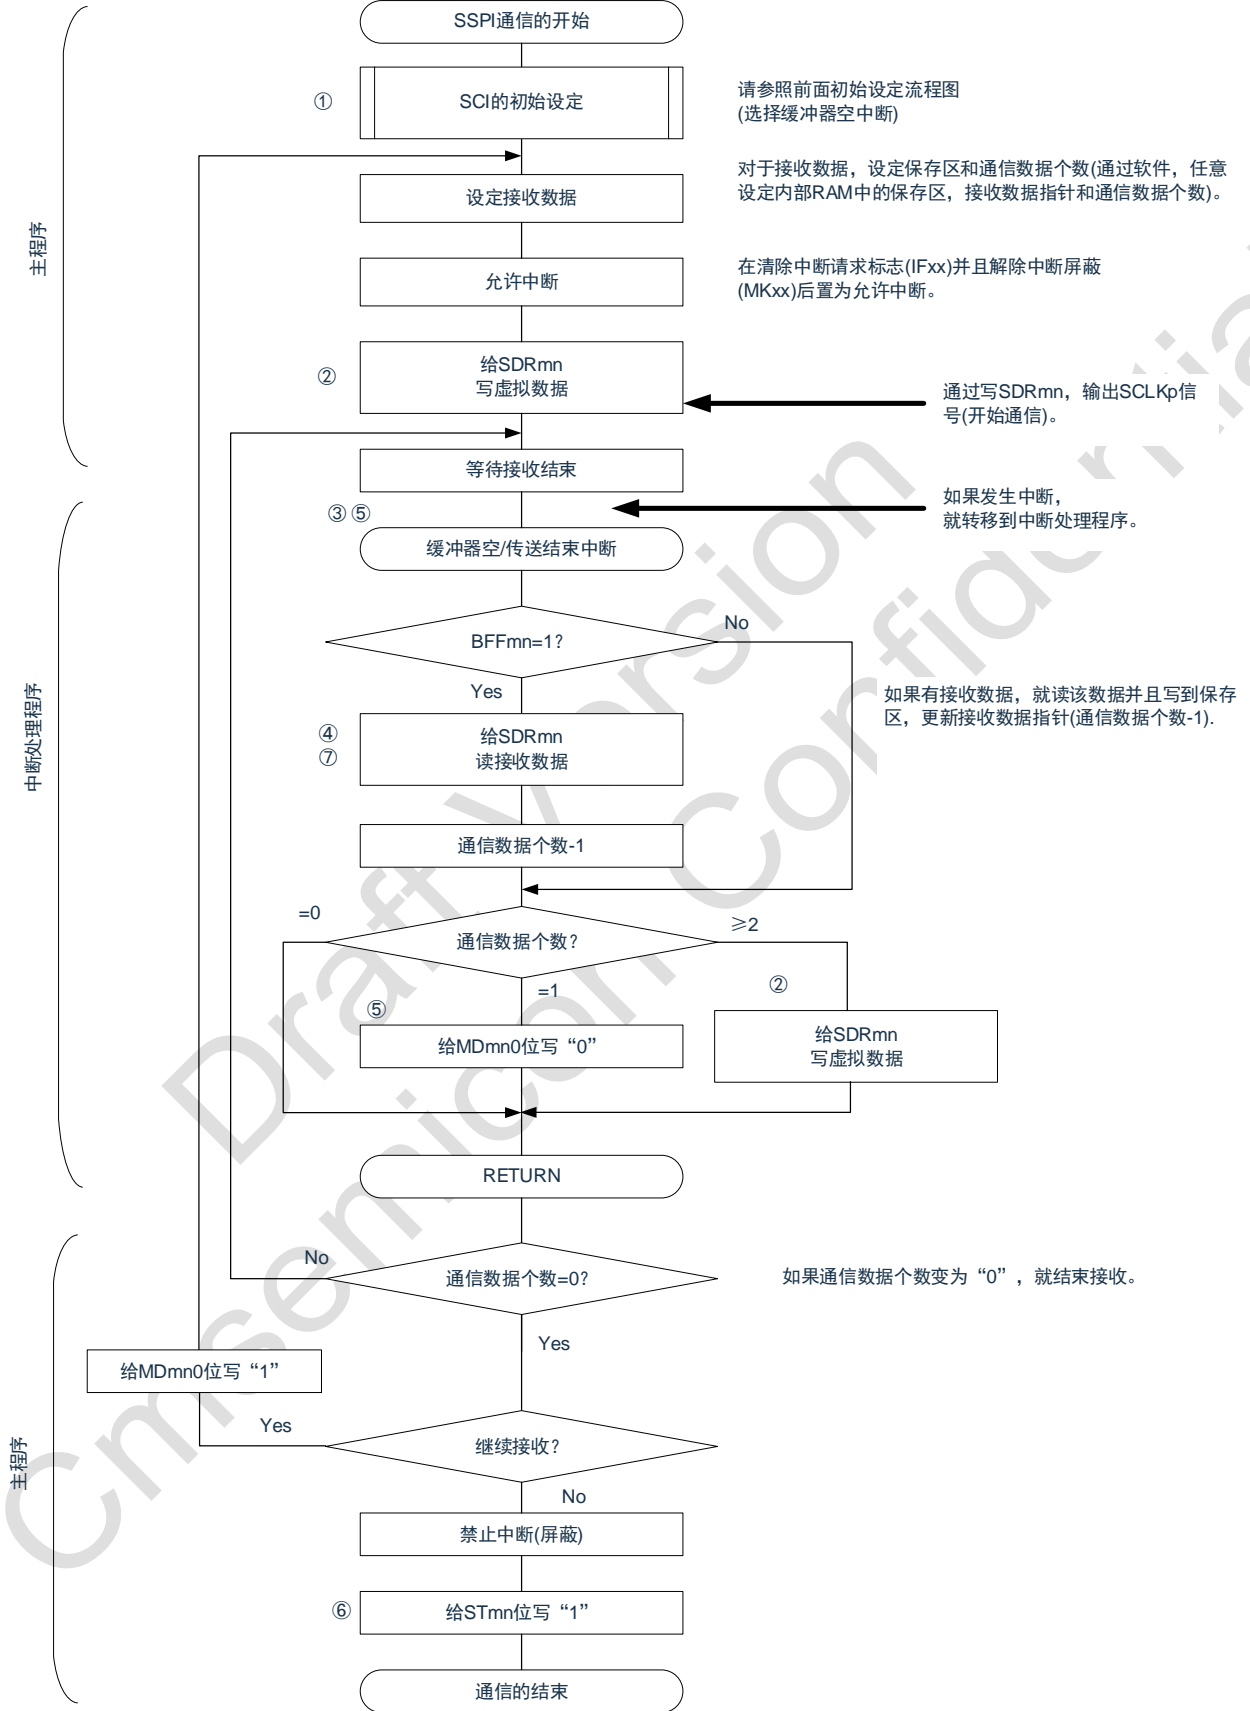 SSPI通信的开始
①
SCI的初始设定
请参照前面初始设定流程图
(选择缓冲器空中断)
设定接收数据
对于接收数据，设定保存区和通信数据个数(通过软件，任意
设定内部RAM中的保存区，接收数据指针和通信数据个数)。
主程序
允许中断
在清除中断请求标志(IFxx)并且解除中断屏蔽
(MKxx)后置为允许中断。
②
给SDRmn
写虚拟数据
通过写SDRmn，输出SCLKp信
号(开始通信)。
等待接收结束
③⑤
如果发生中断，
就转移到中断处理程序。
缓冲器空/传送结束中断
BFFmn=1?
No
Yes
中断处理程序
④
⑦
给SDRmn
读接收数据
如果有接收数据，就读该数据并且写到保存
区，更新接收数据指针(通信数据个数-1).
通信数据个数-1
=0
通信数据个数?
≥2
=1
⑤
②
给MDmn0位写“0”
给SDRmn
写虚拟数据
RETURN
No
通信数据个数=0?
如果通信数据个数变为“0”，就结束接收。
Yes
给MDmn0位写“1”
Yes
继续接收?
主程序
No
禁止中断(屏蔽)
⑥
给STmn位写“1”
通信的结束
Draft Version
Cmsemicon Confidential